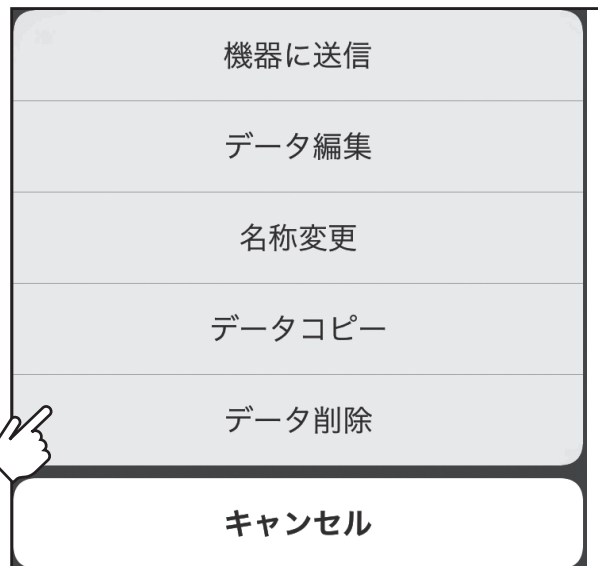 機器に送信
データ編集
名称変更
データコピー
データ削除
キャンセル